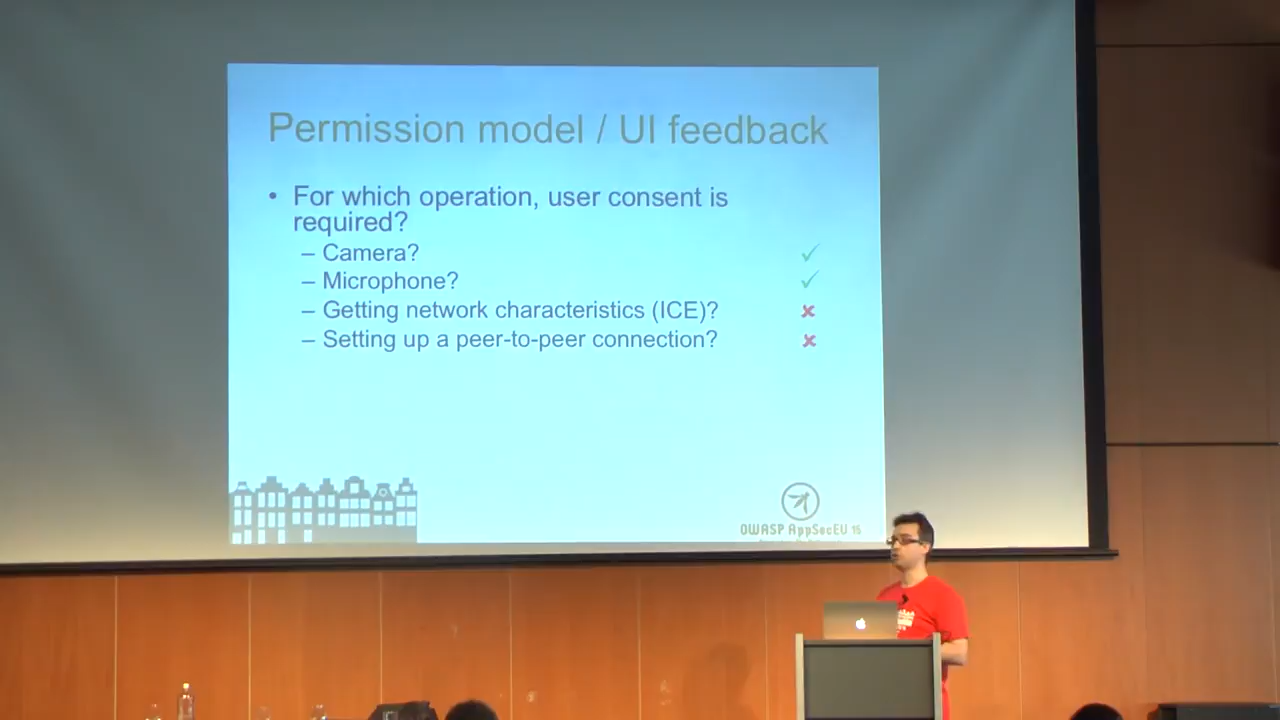 Permission model / UI feedback
• For which operation, user consent is
required?
– Camera? ✓
– Microphone? ✓
– Getting network characteristics (ICE)? ✘
– Setting up a peer-to-peer connection? ✘
OWASP AppSecEU 15